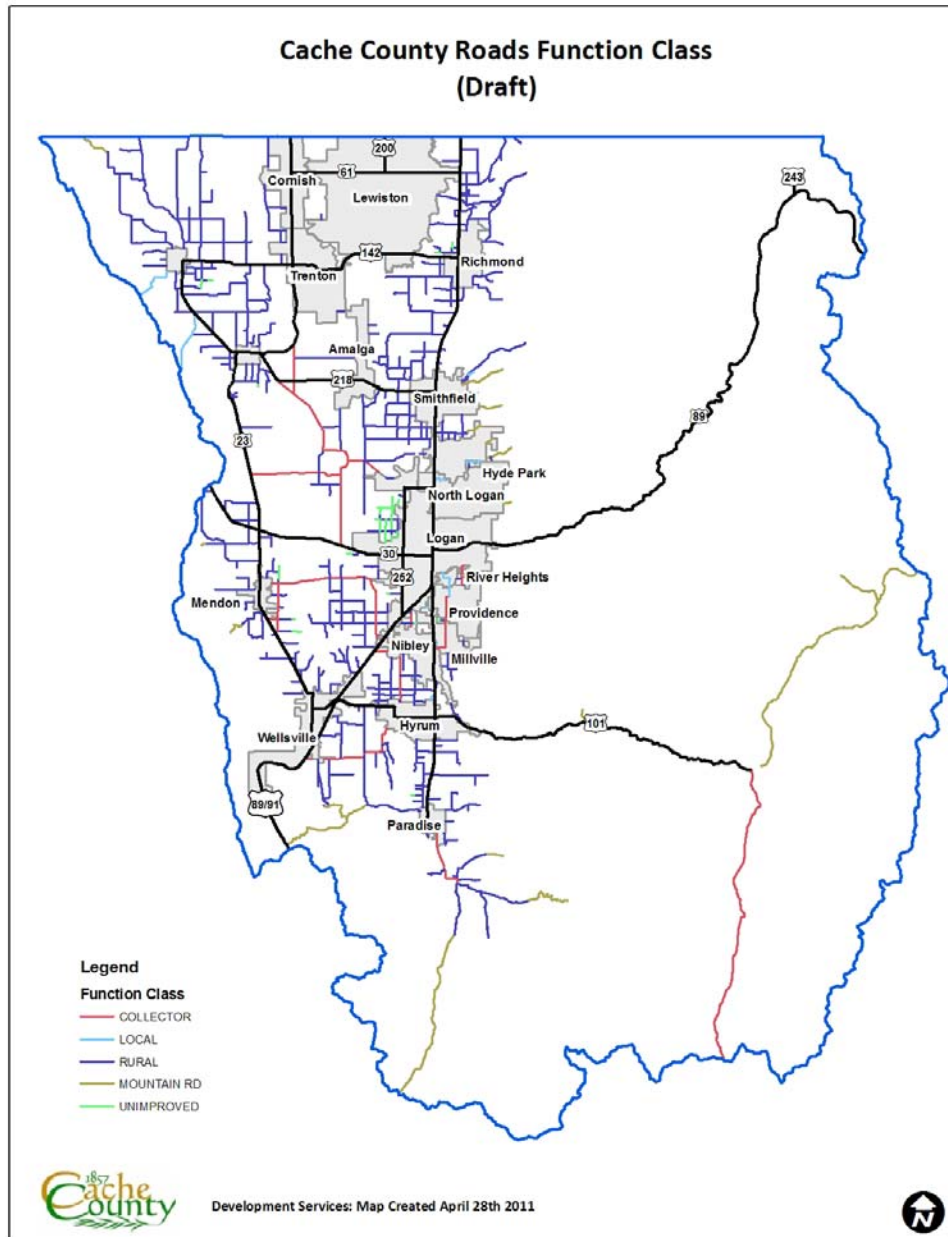 Cache County Roads Function Class
(Draft)
200
61
Cornish
Lewiston
243
142
Richmond
Trenton
Amalga
218
Smithfield
89
23
Hyde Park
North Logan
Logan
30
252
River Heights
Mendon
Providence
Nibley
Millville
101
Hyrum
Wellsville
89/91
Paradise
Legend
Function Class
COLLECTOR
LOCAL
RURAL
MOUNTAIN RD
UNIMPROVED
1857
Cache
County
Development Services: Map Created April 28th 2011
N